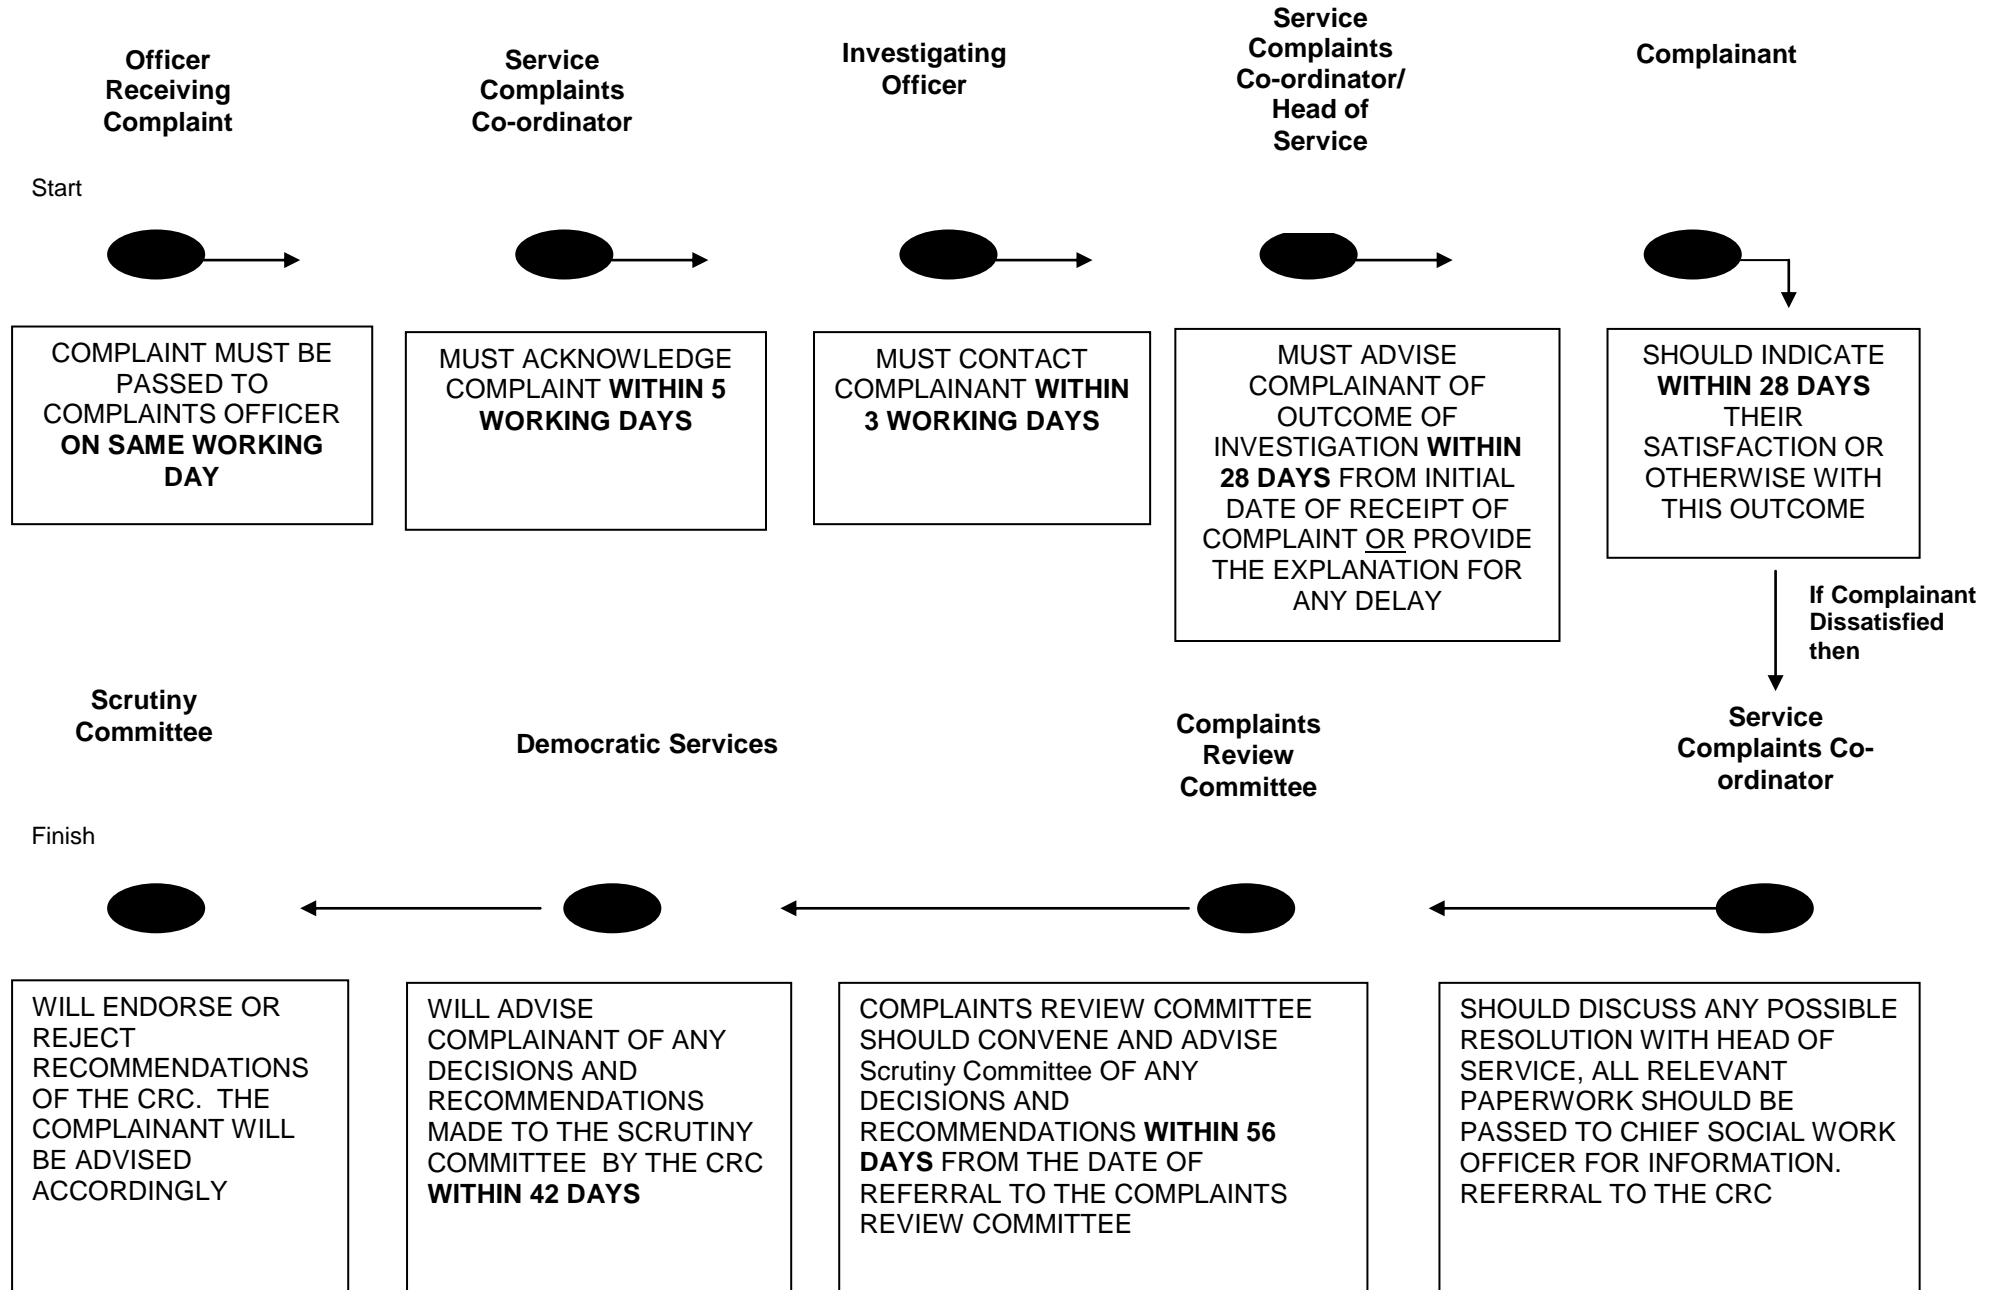 Officer
Receiving
Complaint
Service
Complaints
Co-ordinator
Investigating
Officer
Service
Complaints
Co-ordinator/
Head of
Service
Complainant
Start
COMPLAINT MUST BE
PASSED TO
COMPLAINTS OFFICER
ON SAME WORKING
DAY
MUST ACKNOWLEDGE
COMPLAINT WITHIN 5
WORKING DAYS
MUST CONTACT
COMPLAINANT WITHIN
3 WORKING DAYS
MUST ADVISE
COMPLAINANT OF
OUTCOME OF
INVESTIGATION WITHIN
28 DAYS FROM INITIAL
DATE OF RECEIPT OF
COMPLAINT OR PROVIDE
THE EXPLANATION FOR
ANY DELAY
SHOULD INDICATE
WITHIN 28 DAYS
THEIR
SATISFACTION OR
OTHERWISE WITH
THIS OUTCOME
If Complainant
Dissatisfied
then
Service
Complaints Co-
ordinator
Complaints
Review
Committee
Democratic Services
Scrutiny
Committee
Finish
SHOULD DISCUSS ANY POSSIBLE
RESOLUTION WITH HEAD OF
SERVICE, ALL RELEVANT
PAPERWORK SHOULD BE
PASSED TO CHIEF SOCIAL WORK
OFFICER FOR INFORMATION.
REFERRAL TO THE CRC
COMPLAINTS REVIEW COMMITTEE
SHOULD CONVENE AND ADVISE
Scrutiny Committee OF ANY
DECISIONS AND
RECOMMENDATIONS WITHIN 56
DAYS FROM THE DATE OF
REFERRAL TO THE COMPLAINTS
REVIEW COMMITTEE
WILL ADVISE
COMPLAINANT OF ANY
DECISIONS AND
RECOMMENDATIONS
MADE TO THE SCRUTINY
COMMITTEE  BY THE CRC
WITHIN 42 DAYS
WILL ENDORSE OR
REJECT
RECOMMENDATIONS
OF THE CRC.  THE
COMPLAINANT WILL
BE ADVISED
ACCORDINGLY